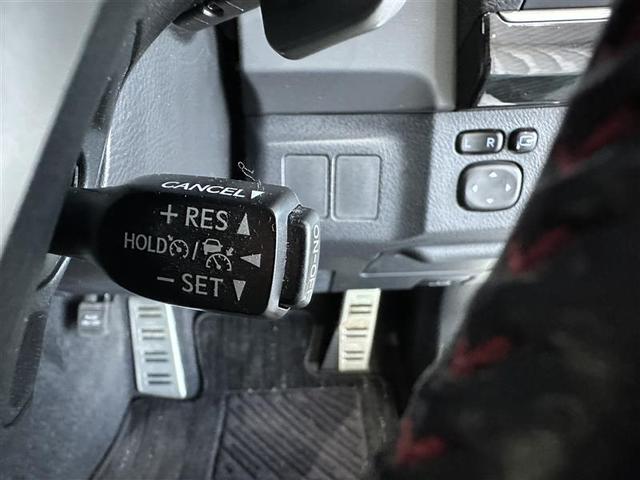 CANCEL
+ RES
HOLD /
− SET
ON-OFF
L R